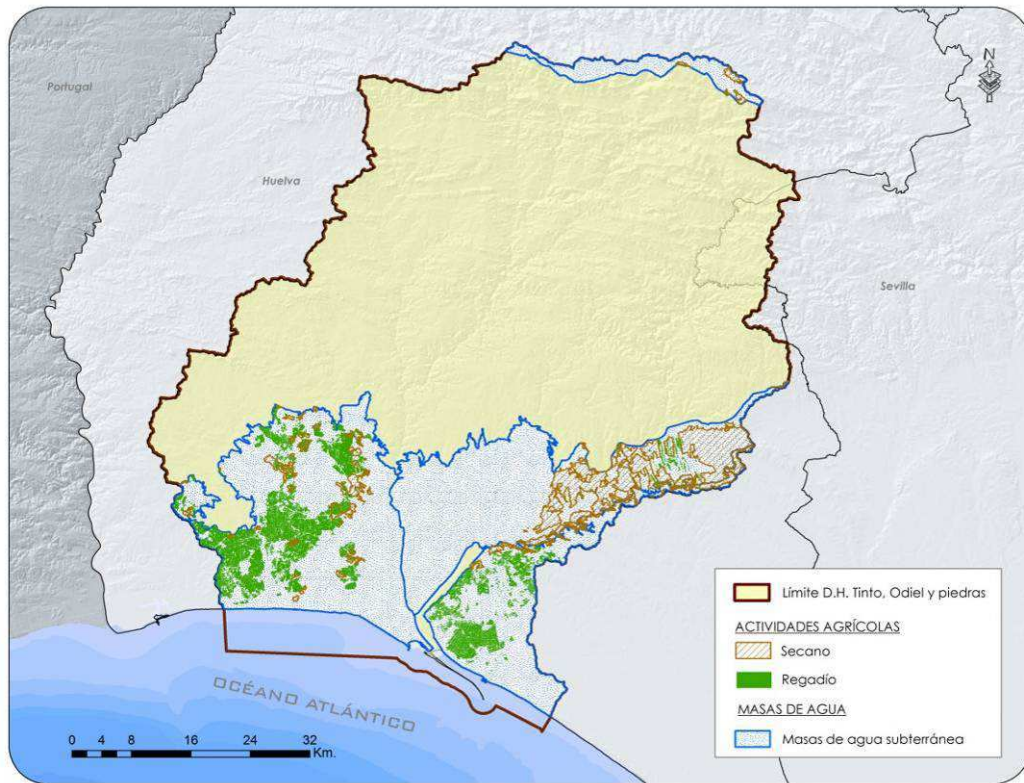 N
Portugal
Huelva
Sevilla
OCÉANO ATLÁNTICO
0 2 4 8 16 24 32
Km.
Límite D.H. Tinto, Odiel y piedras
ACTIVIDADES AGRÍCOLAS
Secano
Regadío
MASAS DE AGUA
Masas de agua subterránea